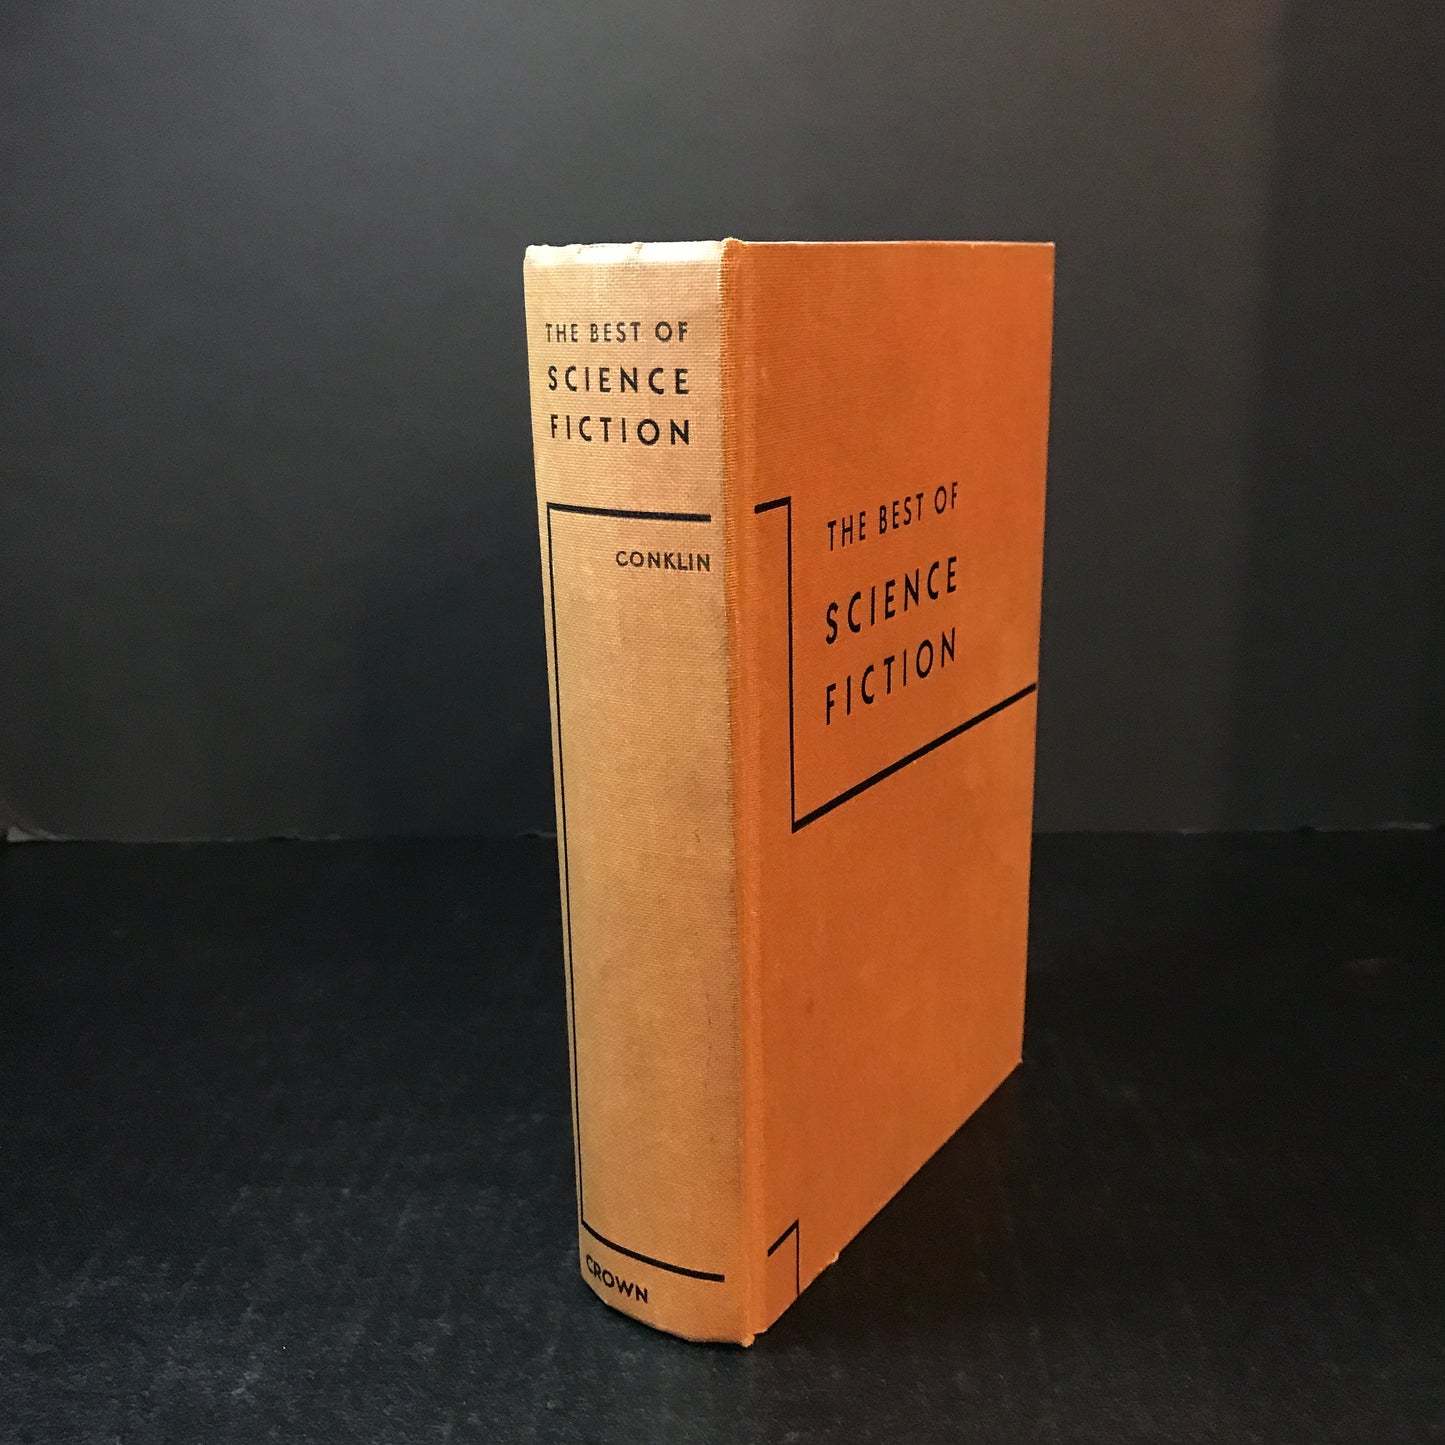 THE BEST OF
SCIENCE
FICTION
CONKLIN
CROWN
THE BEST OF
SCIENCE
FICTION